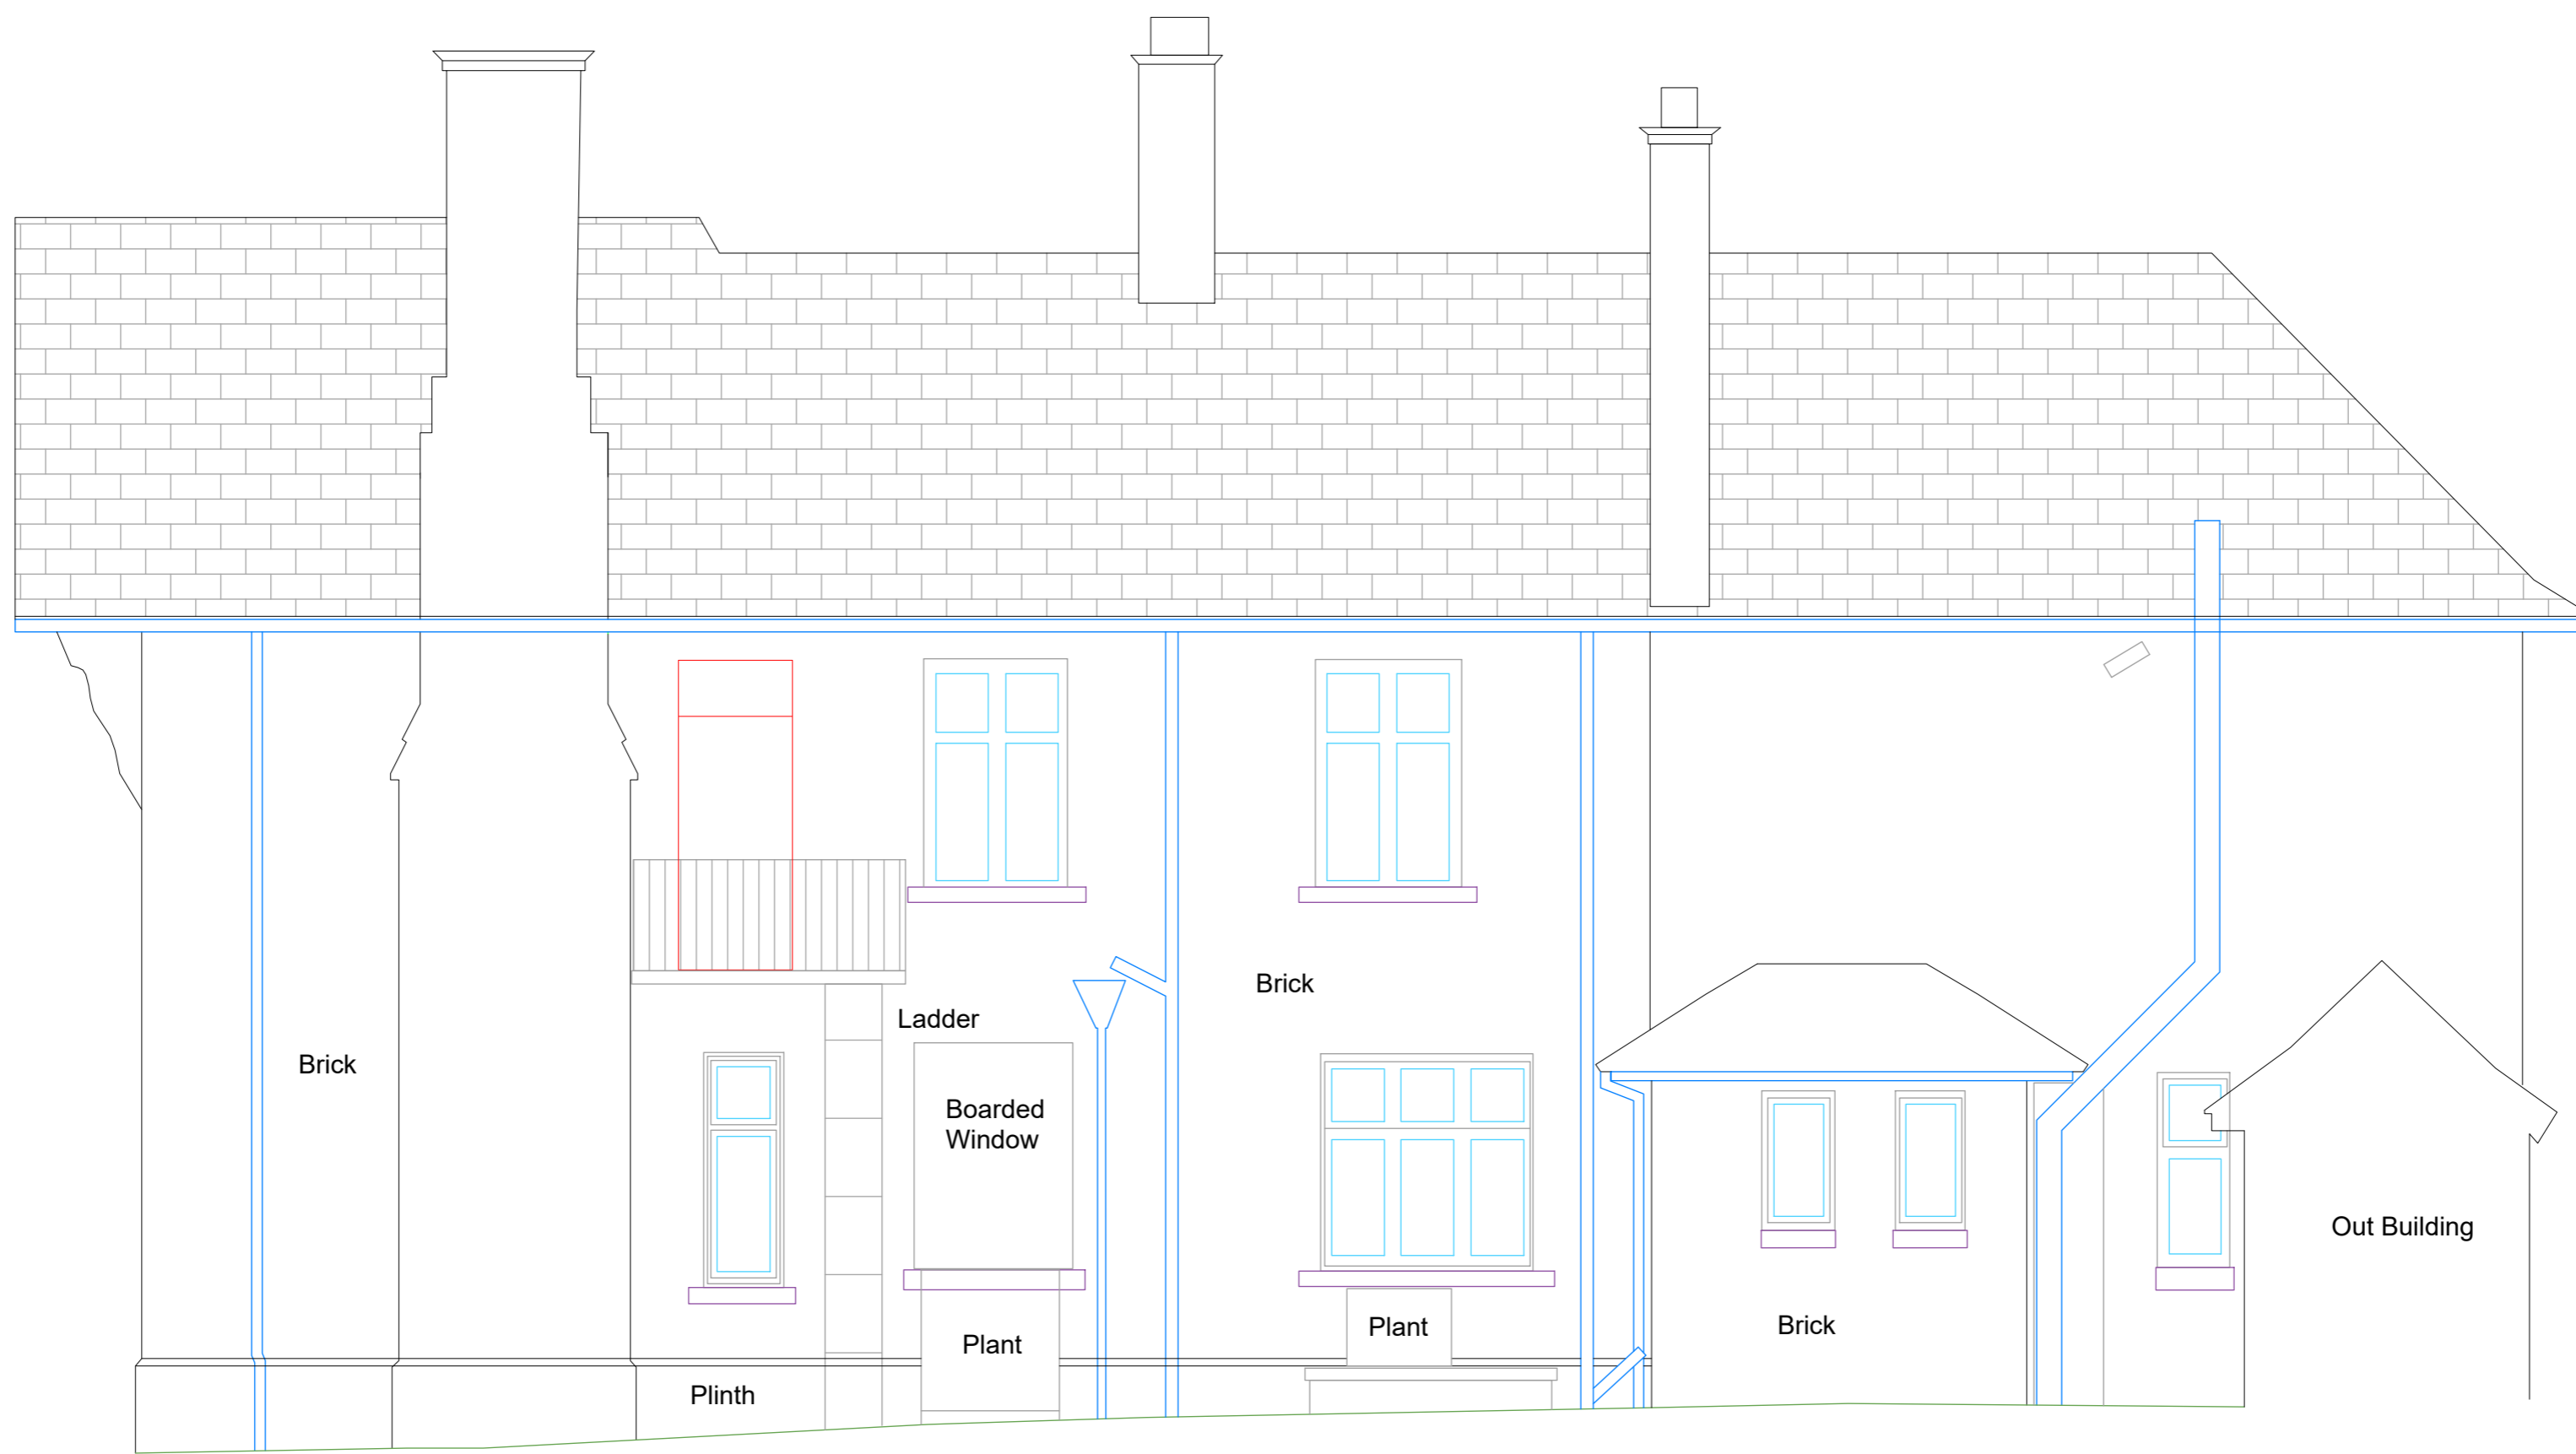 Brick
Ladder
Brick
Boarded
Window
Out Building
Plant
Plant
Brick
Plinth